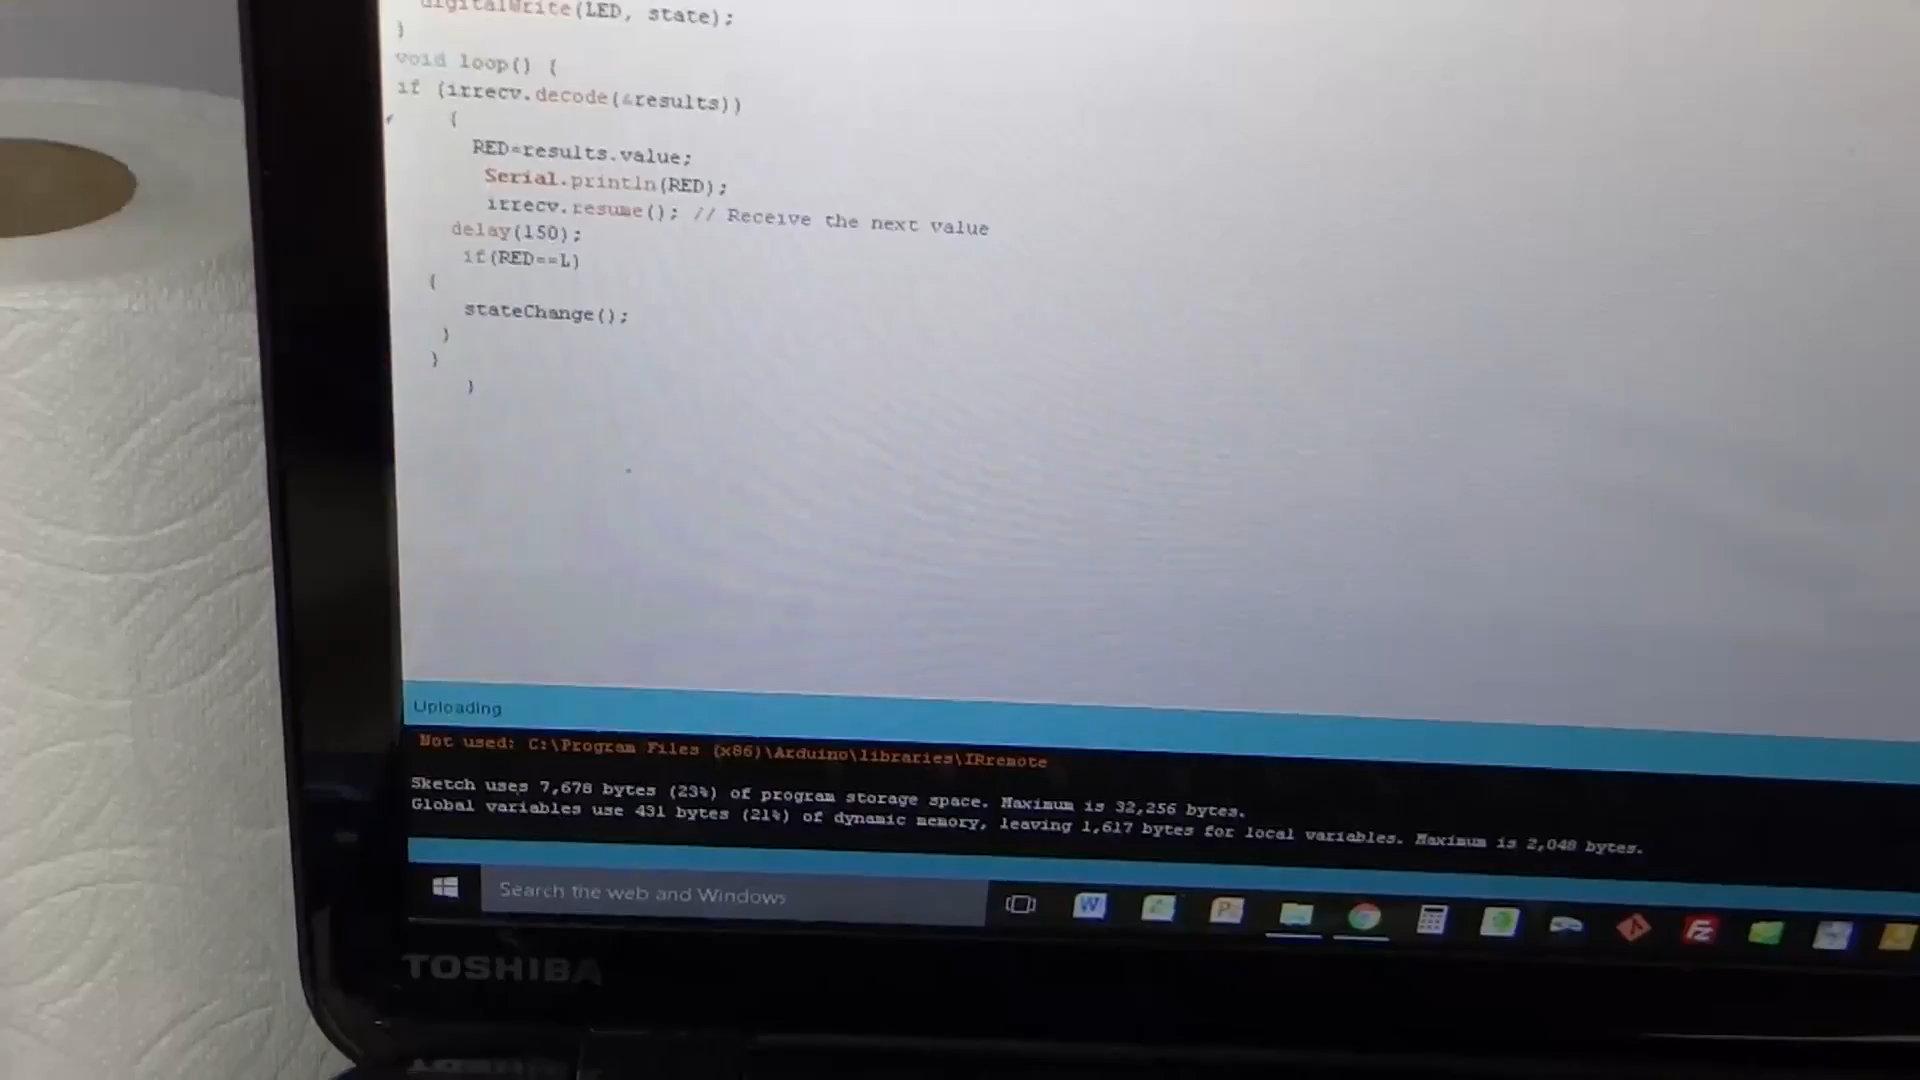 digitalWrite(LED, state);
}
void loop() {
if (irrecv.decode(&results))
{
RED=results.value;
Serial.println(RED);
irrecv.resume(); // Receive the next value
delay(150);
if(RED==L)
{
stateChange();
}
}
}
Uploading
Not used: C:\Program Files (x86)\Arduino\libraries\IRremote
Sketch uses 7,678 bytes (23%) of program storage space. Maximum is 32,256 bytes.
Global variables use 431 bytes (21%) of dynamic memory, leaving 1,617 bytes for local variables. Maximum is 2,048 bytes.
Search the web and Windows
TOSHIBA